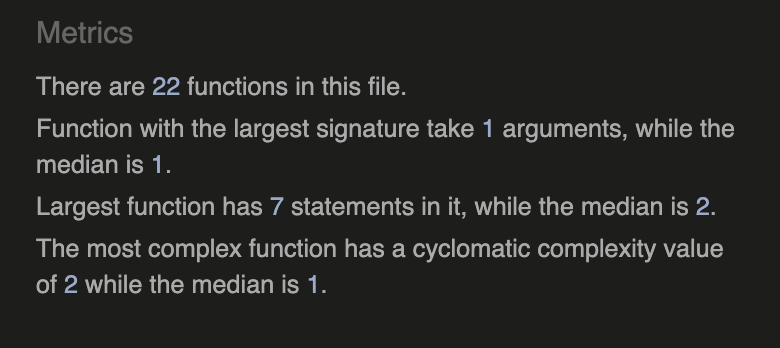 Metrics
There are 22 functions in this file.
Function with the largest signature take 1 arguments, while the
median is 1.
Largest function has 7 statements in it, while the median is 2.
The most complex function has a cyclomatic complexity value
of 2 while the median is 1.